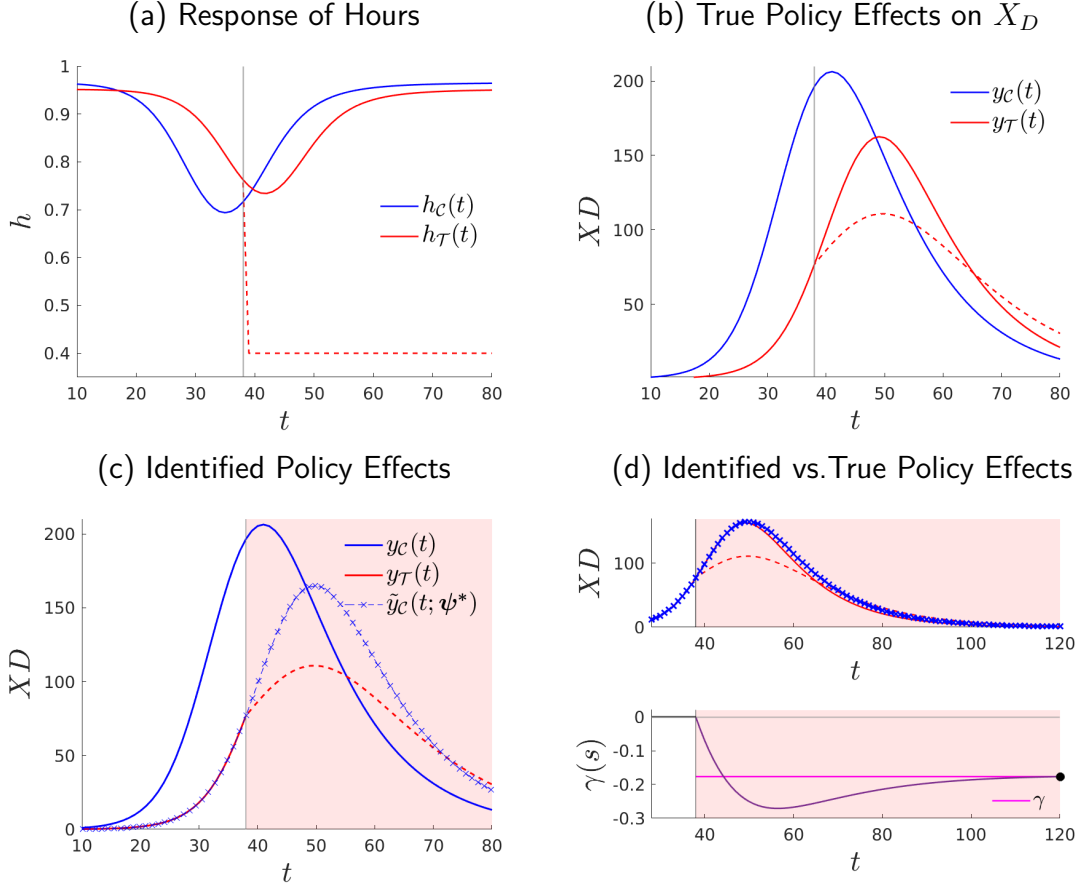 (a) Response of Hours
1
0.9
0.8
0.7
0.6
0.5
0.4
h
10 20 30 40 50 60 70 80
t
h_C(t)
h_T(t)
(b) True Policy Effects on X_D
200
150
100
50
XD
10 20 30 40 50 60 70 80
t
y_C(t)
y_T(t)
(c) Identified Policy Effects
200
150
100
50
0
XD
10 20 30 40 50 60 70 80
t
y_C(t)
y_T(t)
ỹ_C(t; ψ*)
(d) Identified vs.True Policy Effects
100
0
XD
40 60 80 100 120
t
0
-0.1
-0.2
-0.3
γ(s)
40 60 80 100 120
t
γ